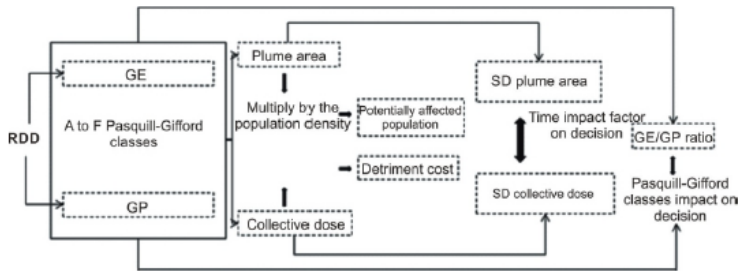 RDD
GE
A to F Pasquill-Gifford
classes
GP
Plume area
Multiply by the
population density
Potentially affected
population
Detriment cost
Collective dose
SD plume area
Time impact factor
on decision
SD collective dose
GE/GP ratio
Pasquill-Gifford
classes impact on
decision